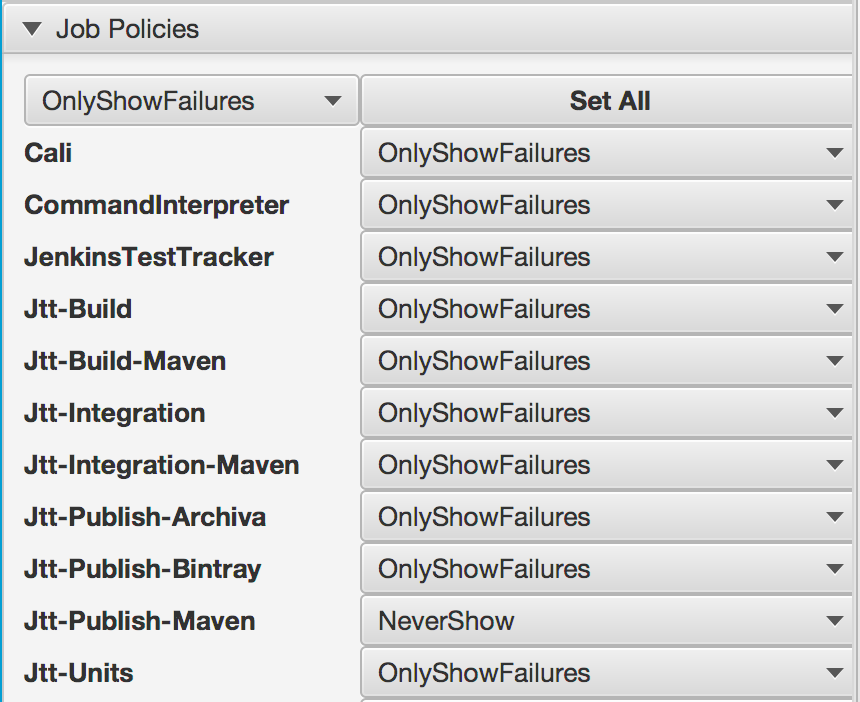 Job Policies
OnlyShowFailures Set All
Cali OnlyShowFailures
CommandInterpreter OnlyShowFailures
JenkinsTestTracker OnlyShowFailures
Jtt-Build OnlyShowFailures
Jtt-Build-Maven OnlyShowFailures
Jtt-Integration OnlyShowFailures
Jtt-Integration-Maven OnlyShowFailures
Jtt-Publish-Archiva OnlyShowFailures
Jtt-Publish-Bintray OnlyShowFailures
Jtt-Publish-Maven NeverShow
Jtt-Units OnlyShowFailures